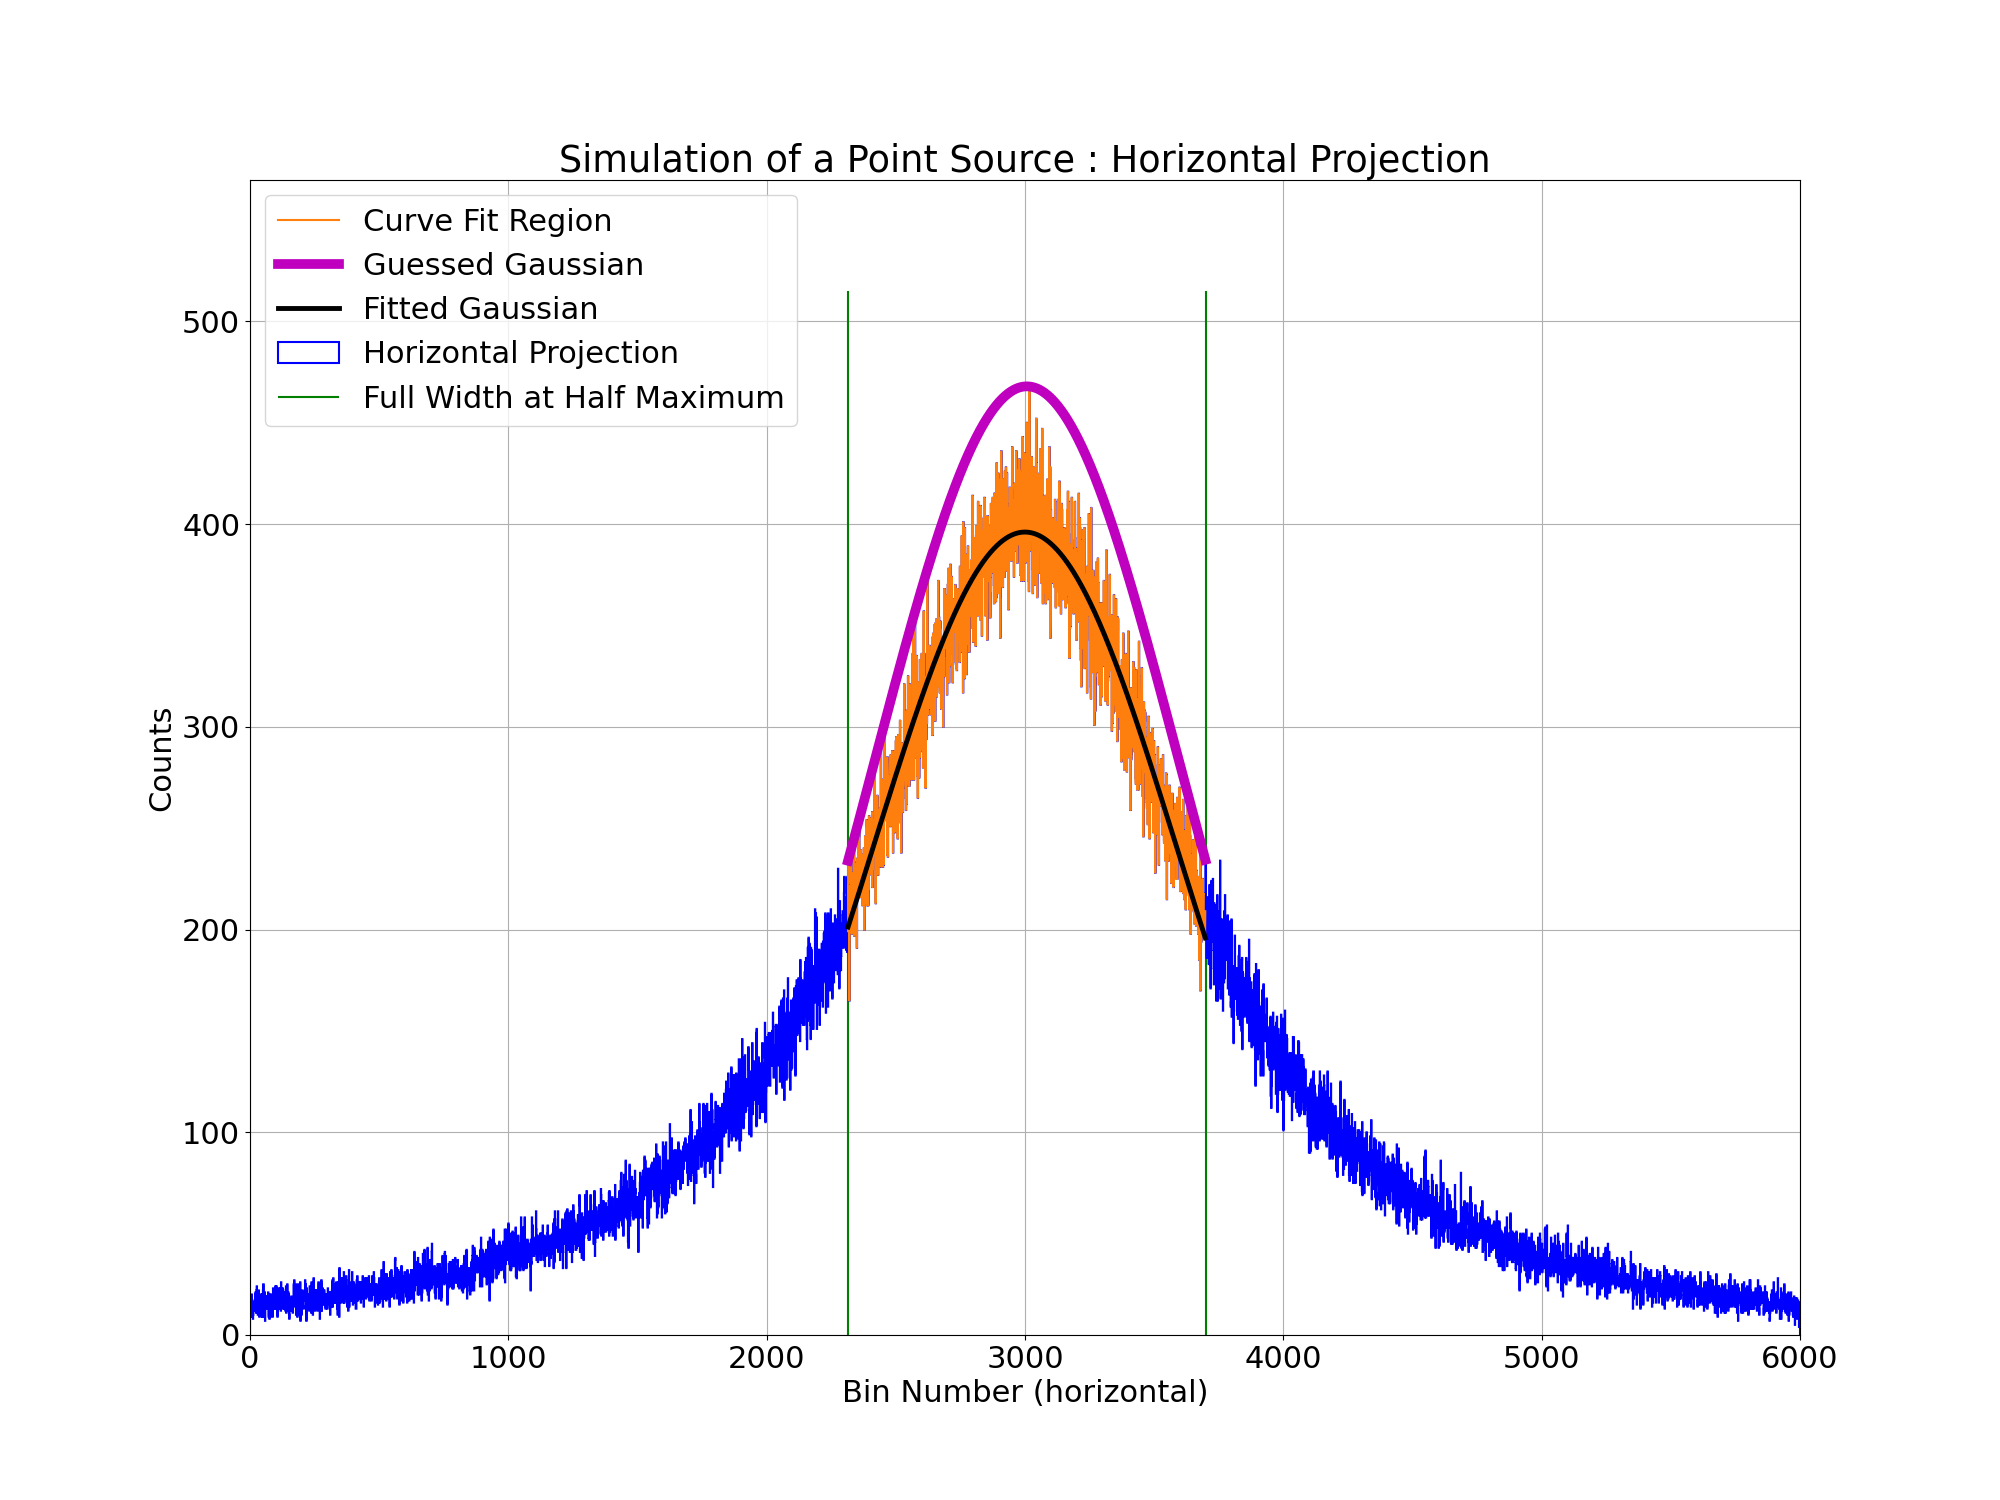 Simulation of a Point Source : Horizontal Projection
Curve Fit Region
Guessed Gaussian
Fitted Gaussian
Horizontal Projection
Full Width at Half Maximum
500
400
300
200
100
0
Counts
0 1000 2000 3000 4000 5000 6000
Bin Number (horizontal)